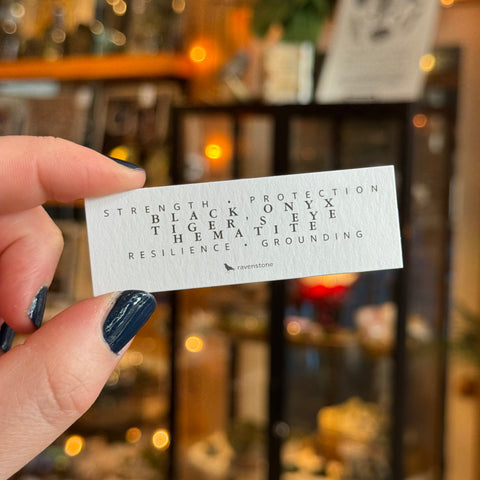 STRENGTH • PROTECTION
BLACK ONYX
TIGER'S EYE
HEMATITE
RESILIENCE • GROUNDING
ravenstone